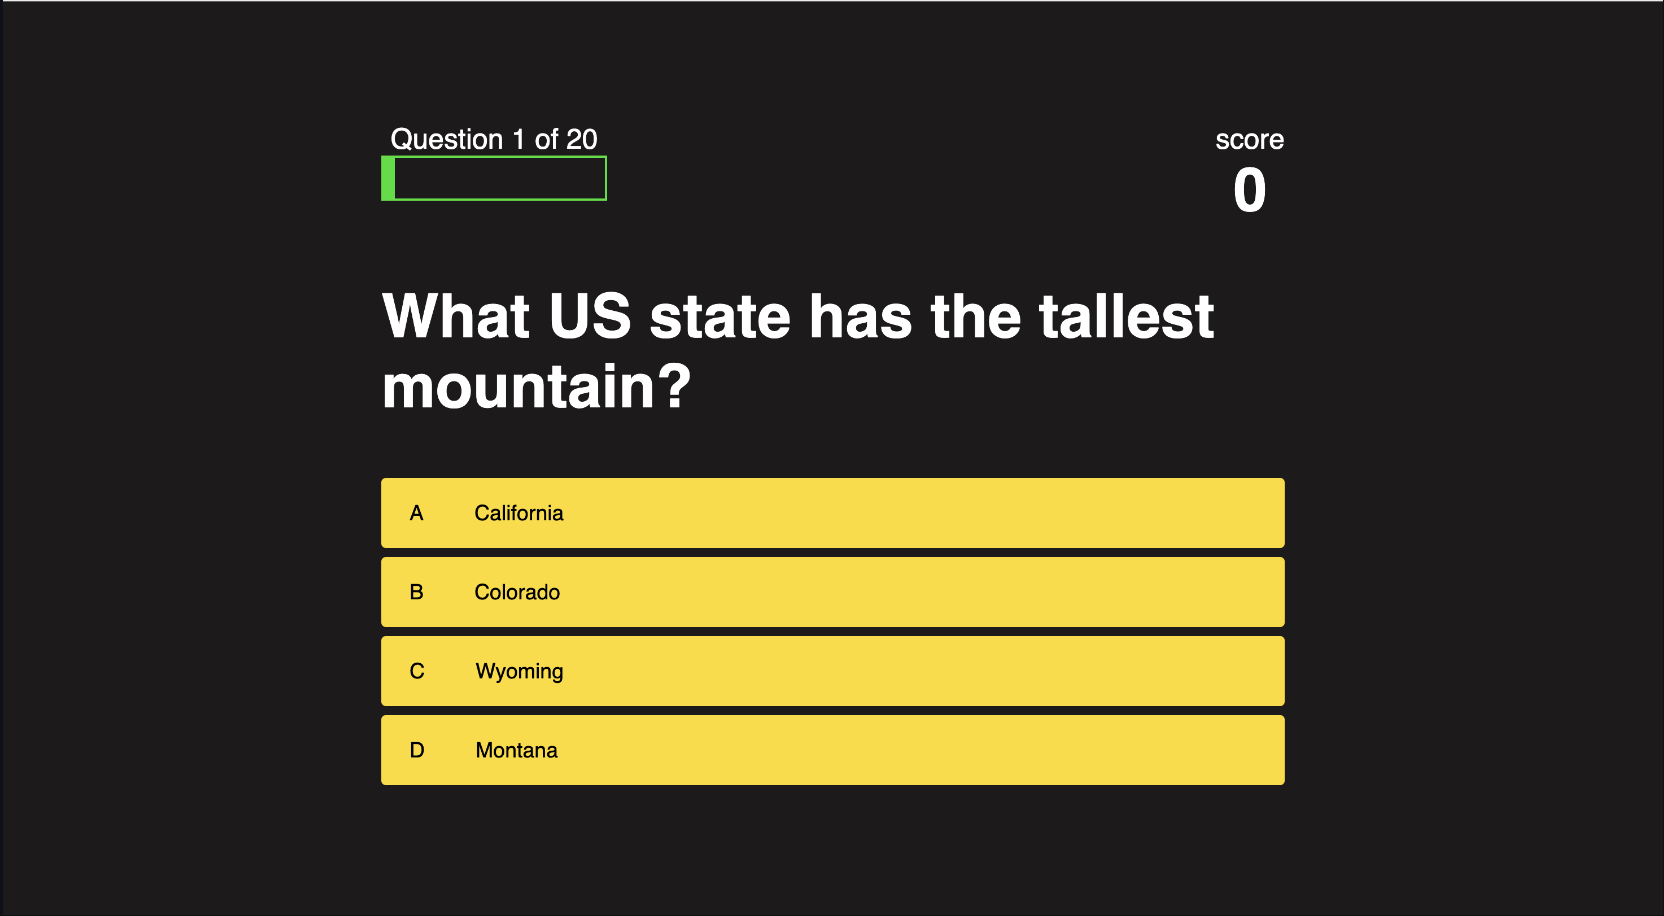 Question 1 of 20
score
0
What US state has the tallest
mountain?
A California
B Colorado
C Wyoming
D Montana